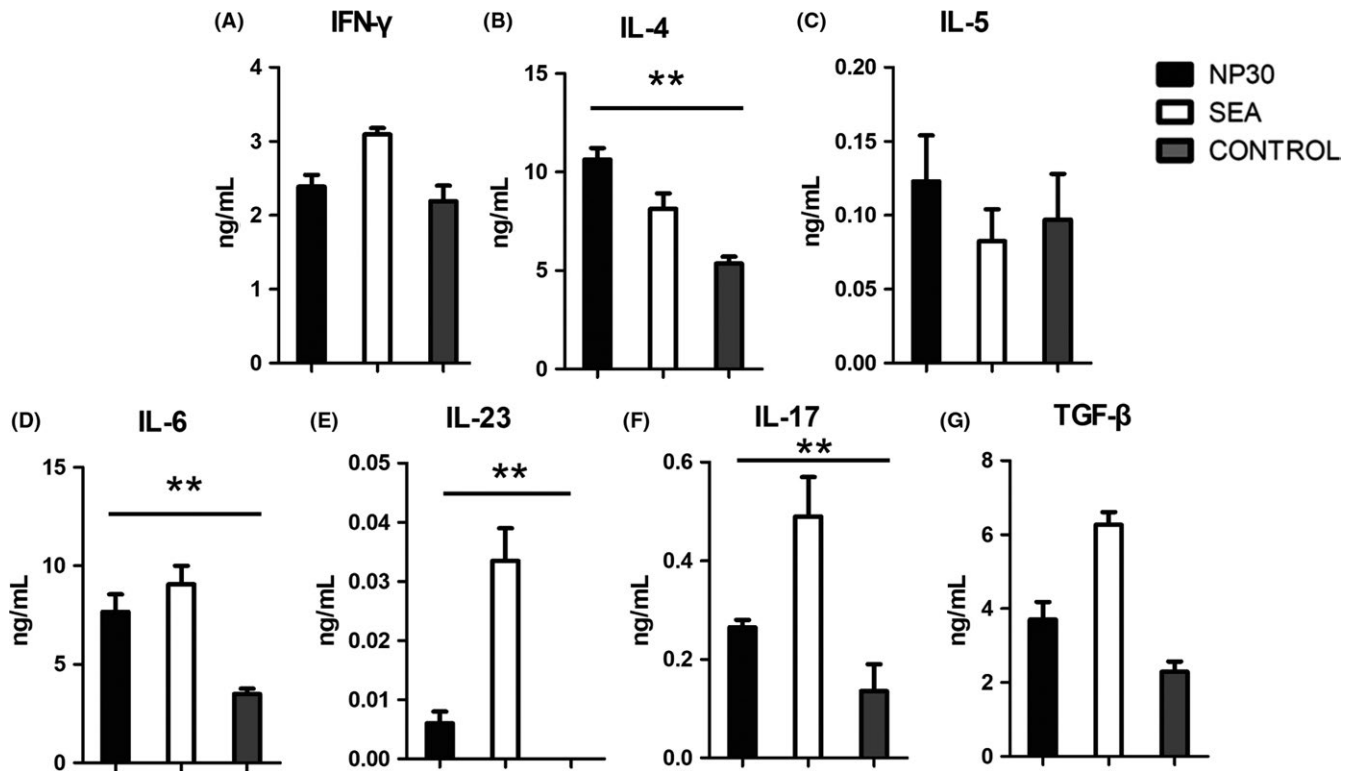 (A) IFN-γ
ng/mL
4
3
2
1
0
(B) IL-4
**
ng/mL
15
10
5
0
(C) IL-5
ng/mL
0.20
0.15
0.10
0.05
0.00
NP30
SEA
CONTROL
(D) IL-6
**
ng/mL
15
10
5
0
(E) IL-23
**
ng/mL
0.05
0.04
0.03
0.02
0.01
0.00
(F) IL-17
**
ng/mL
0.6
0.4
0.2
0.0
(G) TGF-β
ng/mL
8
6
4
2
0